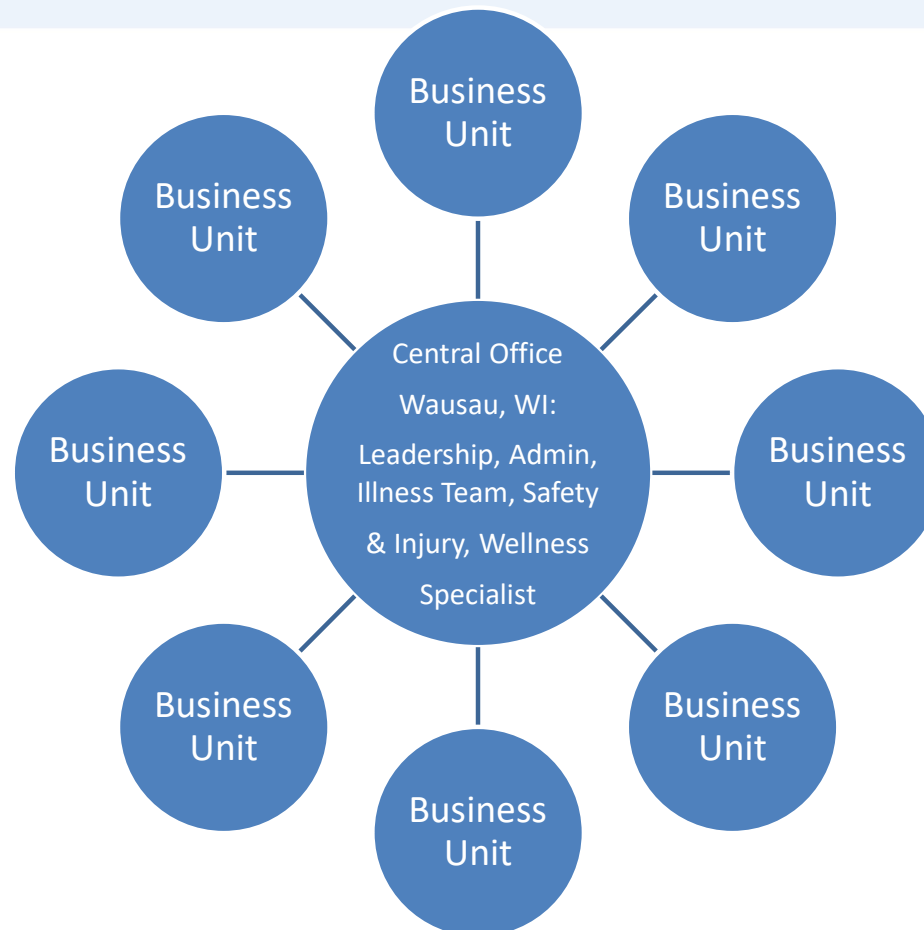 Business
Unit
Business
Unit
Business
Unit
Central Office
Wausau, WI:
Leadership, Admin,
Illness Team, Safety
& Injury, Wellness
Specialist
Business
Unit
Business
Unit
Business
Unit
Business
Unit
Business
Unit